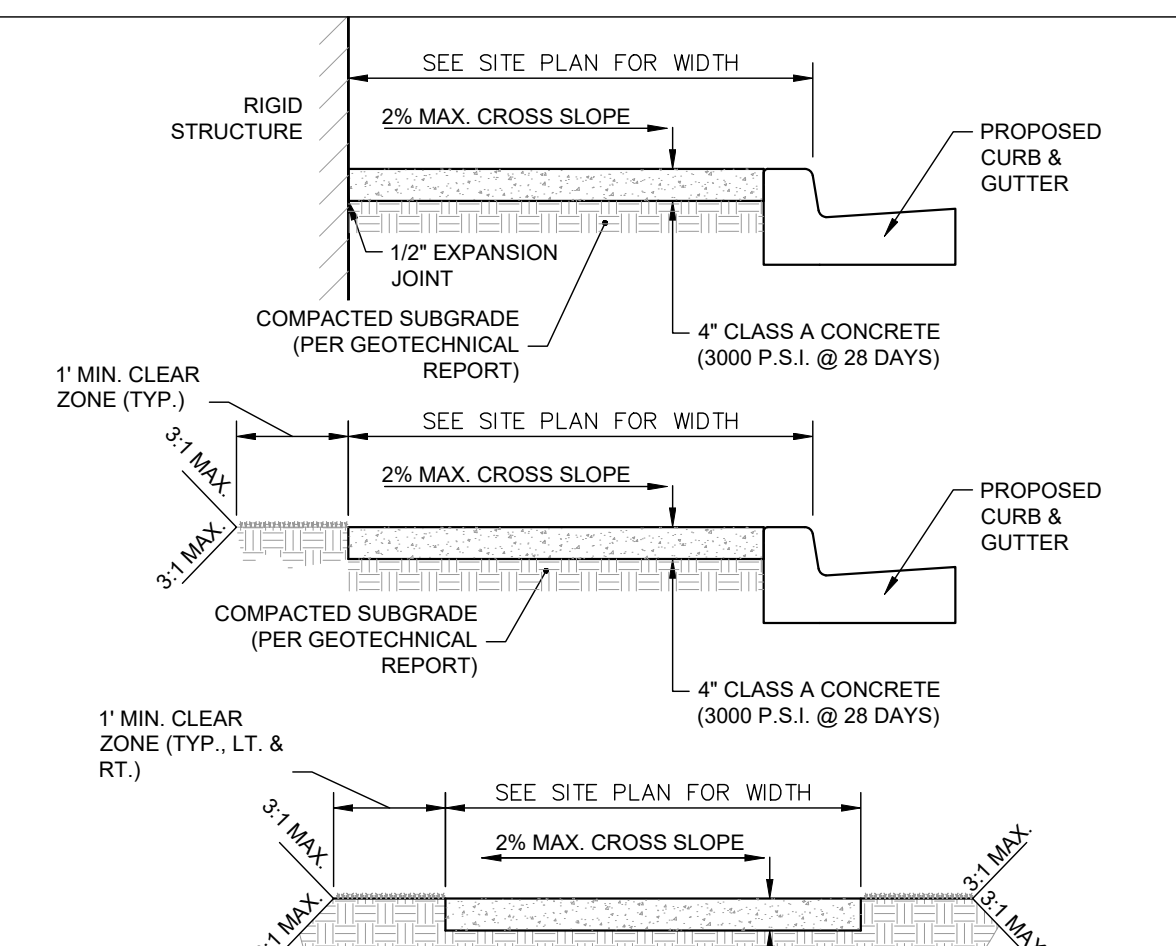 SEE SITE PLAN FOR WIDTH
RIGID
STRUCTURE
2% MAX. CROSS SLOPE
PROPOSED
CURB &
GUTTER
1/2" EXPANSION
JOINT
COMPACTED SUBGRADE
(PER GEOTECHNICAL
REPORT)
4" CLASS A CONCRETE
(3000 P.S.I. @ 28 DAYS)
1' MIN. CLEAR
ZONE (TYP.)
SEE SITE PLAN FOR WIDTH
3:1 MAX.
2% MAX. CROSS SLOPE
PROPOSED
CURB &
GUTTER
3:1 MAX.
COMPACTED SUBGRADE
(PER GEOTECHNICAL
REPORT)
4" CLASS A CONCRETE
(3000 P.S.I. @ 28 DAYS)
1' MIN. CLEAR
ZONE (TYP., LT. &
RT.)
SEE SITE PLAN FOR WIDTH
3:1 MAX.
2% MAX. CROSS SLOPE
3:1 MAX.
3:1 MAX.
3:1 MAX.